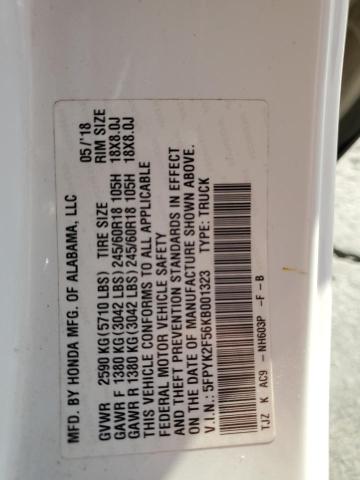 MFD. BY HONDA MFG. OF ALABAMA, LLC 05/'18
GVWR 2590 KG (5710 LBS) TIRE SIZE RIM SIZE
GAWR F 1380 KG (3042 LBS) 245/60R18 105H 18X8.0J
GAWR R 1380 KG (3042 LBS) 245/60R18 105H 18X8.0J
THIS VEHICLE CONFORMS TO ALL APPLICABLE
FEDERAL MOTOR VEHICLE SAFETY
AND THEFT PREVENTION STANDARDS IN EFFECT
ON THE DATE OF MANUFACTURE SHOWN ABOVE.
V.I.N.: 5FPYK2F56KB001323 TYPE: TRUCK
TJZ K AC9 - NH603P -F - B